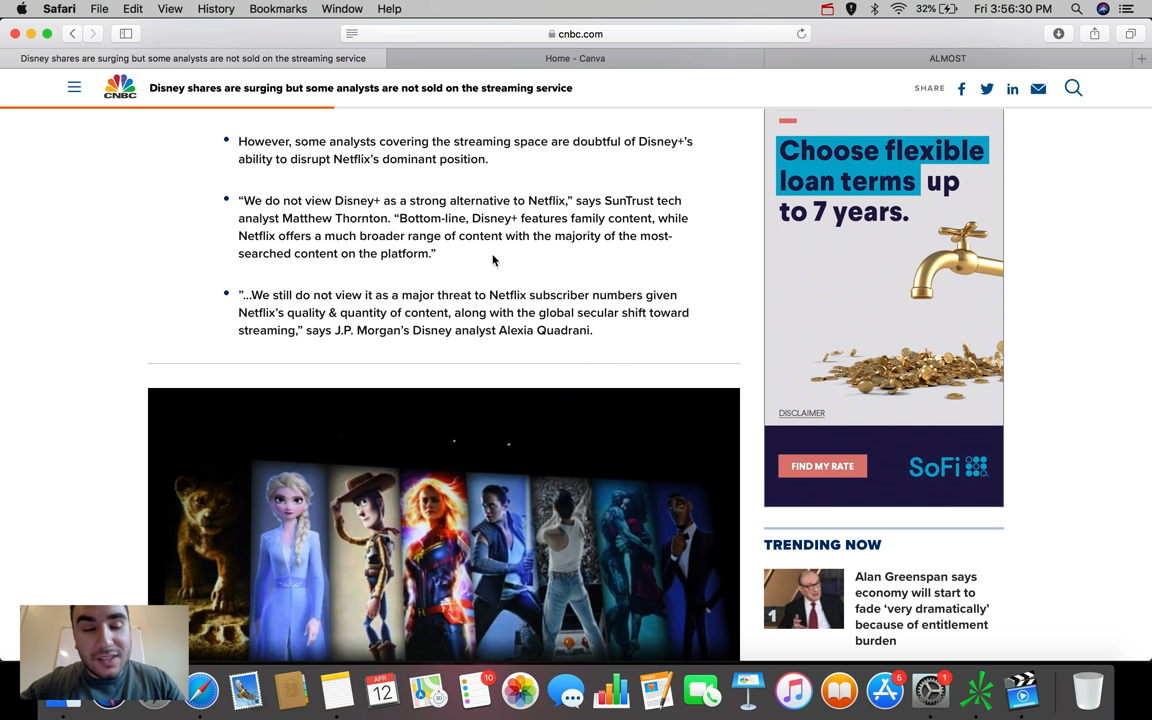 Safari File Edit View History Bookmarks Window Help 32% Fri 3:56:30 PM
cnbc.com
Disney shares are surging but some analysts are not sold on the streaming service
Home - Canva
ALMOST
CNBC
Disney shares are surging but some analysts are not sold on the streaming service
SHARE
However, some analysts covering the streaming space are doubtful of Disney+’s
ability to disrupt Netflix’s dominant position.
“We do not view Disney+ as a strong alternative to Netflix,” says SunTrust tech
analyst Matthew Thornton. “Bottom-line, Disney+ features family content, while
Netflix offers a much broader range of content with the majority of the most-
searched content on the platform.”
”...We still do not view it as a major threat to Netflix subscriber numbers given
Netflix’s quality & quantity of content, along with the global secular shift toward
streaming,” says J.P. Morgan’s Disney analyst Alexia Quadrani.
Choose flexible
loan terms up
to 7 years.
DISCLAIMER
FIND MY RATE
SoFi
TRENDING NOW
1
Alan Greenspan says
economy will start to
fade ‘very dramatically’
because of entitlement
burden
APR
12
10
5
1